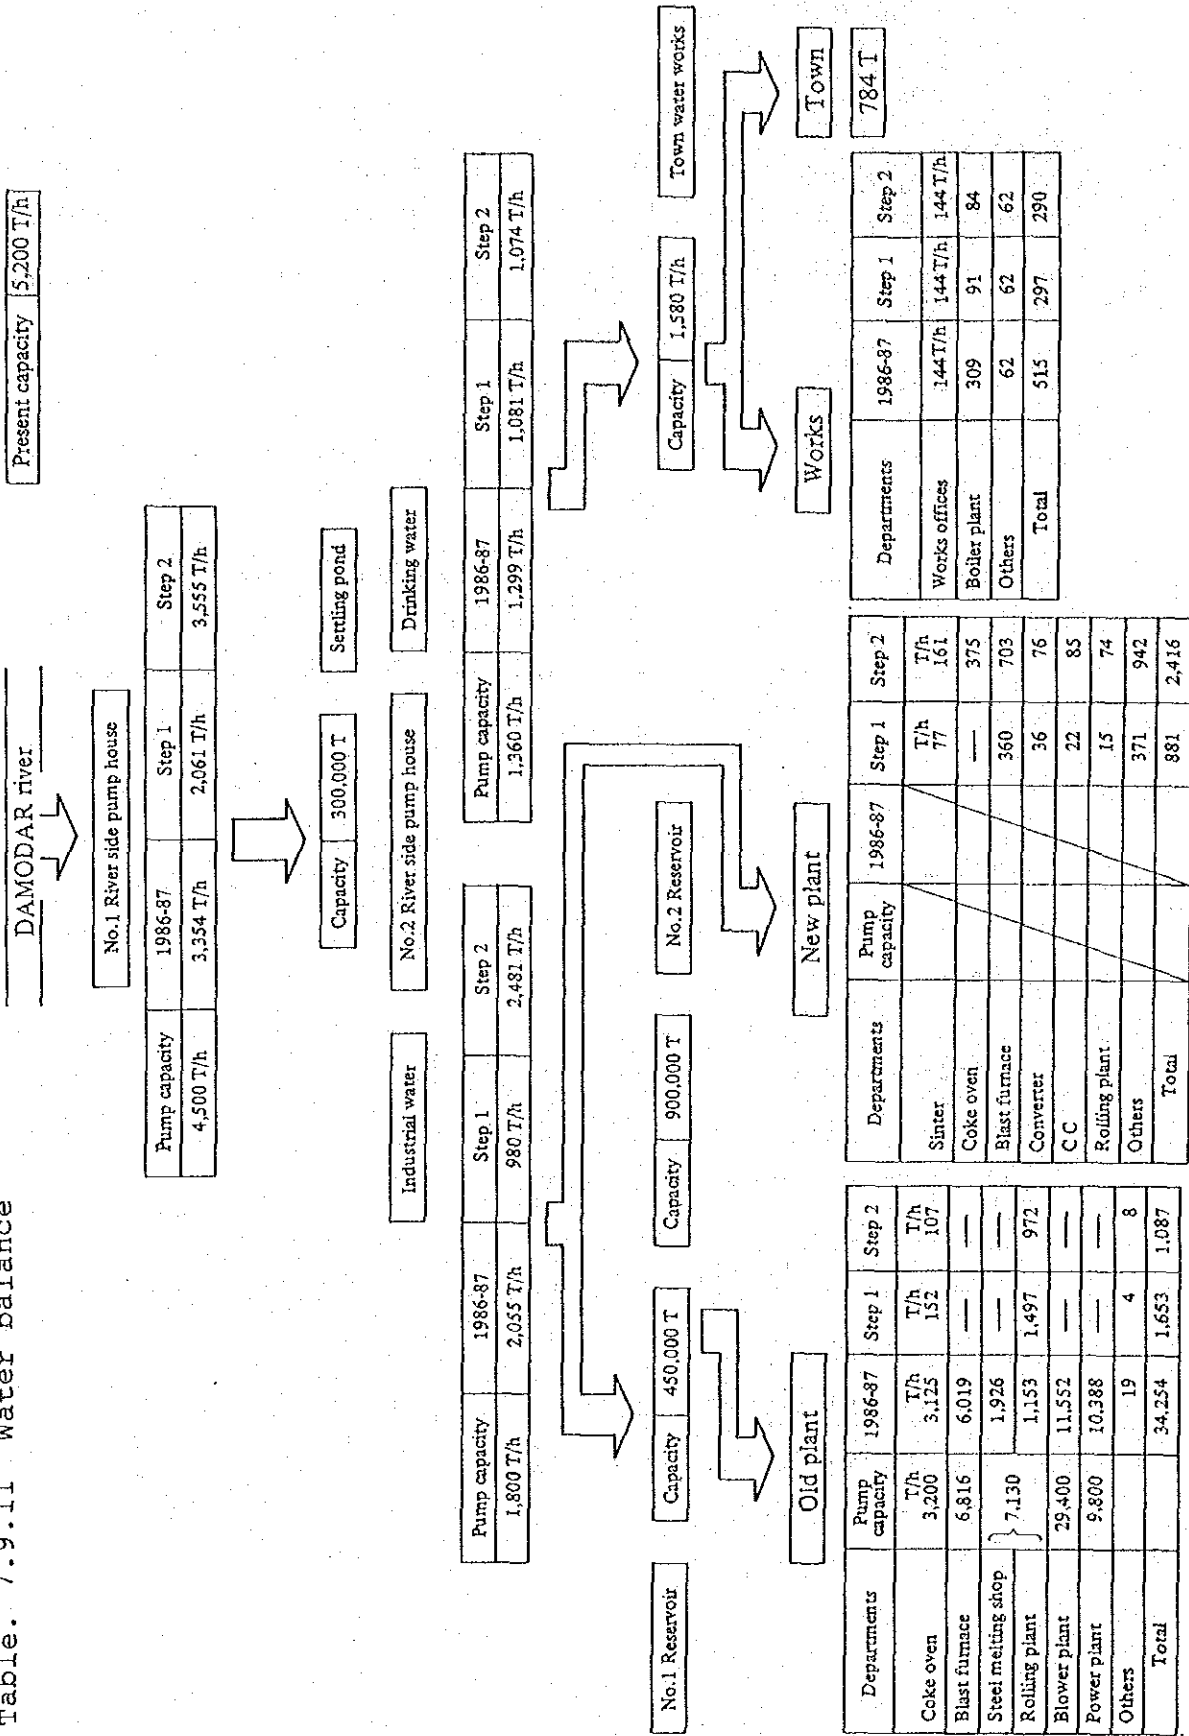 Table. 7.9.11 Water balance
Present capacity 5,200 T/h
DAMODAR river
No.1 River side pump house
Pump capacity 1986-87 Step 1 Step 2
4,500 T/h 3,354 T/h 2,061 T/h 3,555 T/h
Capacity 300,000 T Settling pond
Industrial water No.2 River side pump house Drinking water
Pump capacity 1986-87 Step 1 Step 2
1,800 T/h 2,055 T/h 980 T/h 2,481 T/h
Pump capacity 1986-87 Step 1 Step 2
1,360 T/h 1,299 T/h 1,081 T/h 1,074 T/h
No.1 Reservoir Capacity 450,000 T Capacity 900,000 T No.2 Reservoir Capacity 1,580 T/h Town water works
Old plant New plant Works Town
784 T
Departments Pump capacity 1986-87 Step 1 Step 2
T/h T/h T/h T/h
Coke oven 3,200 3,125 152 107
Blast furnace 6,816 6,019 — —
Steel melting shop } 7,130 1,926 — —
Rolling plant 1,153 1,497 972
Blower plant 29,400 11,552 — —
Power plant 9,800 10,388 — —
Others 19 4 8
Total 34,254 1,653 1,087
Departments Pump capacity 1986-87 Step 1 Step 2
T/h T/h
Sinter 77 161
Coke oven — 375
Blast furnace 360 703
Converter 36 76
C C 22 85
Rolling plant 15 74
Others 371 942
Total 881 2,416
Departments 1986-87 Step 1 Step 2
Works offices 144 T/h 144 T/h 144 T/h
Boiler plant 309 91 84
Others 62 62 62
Total 515 297 290